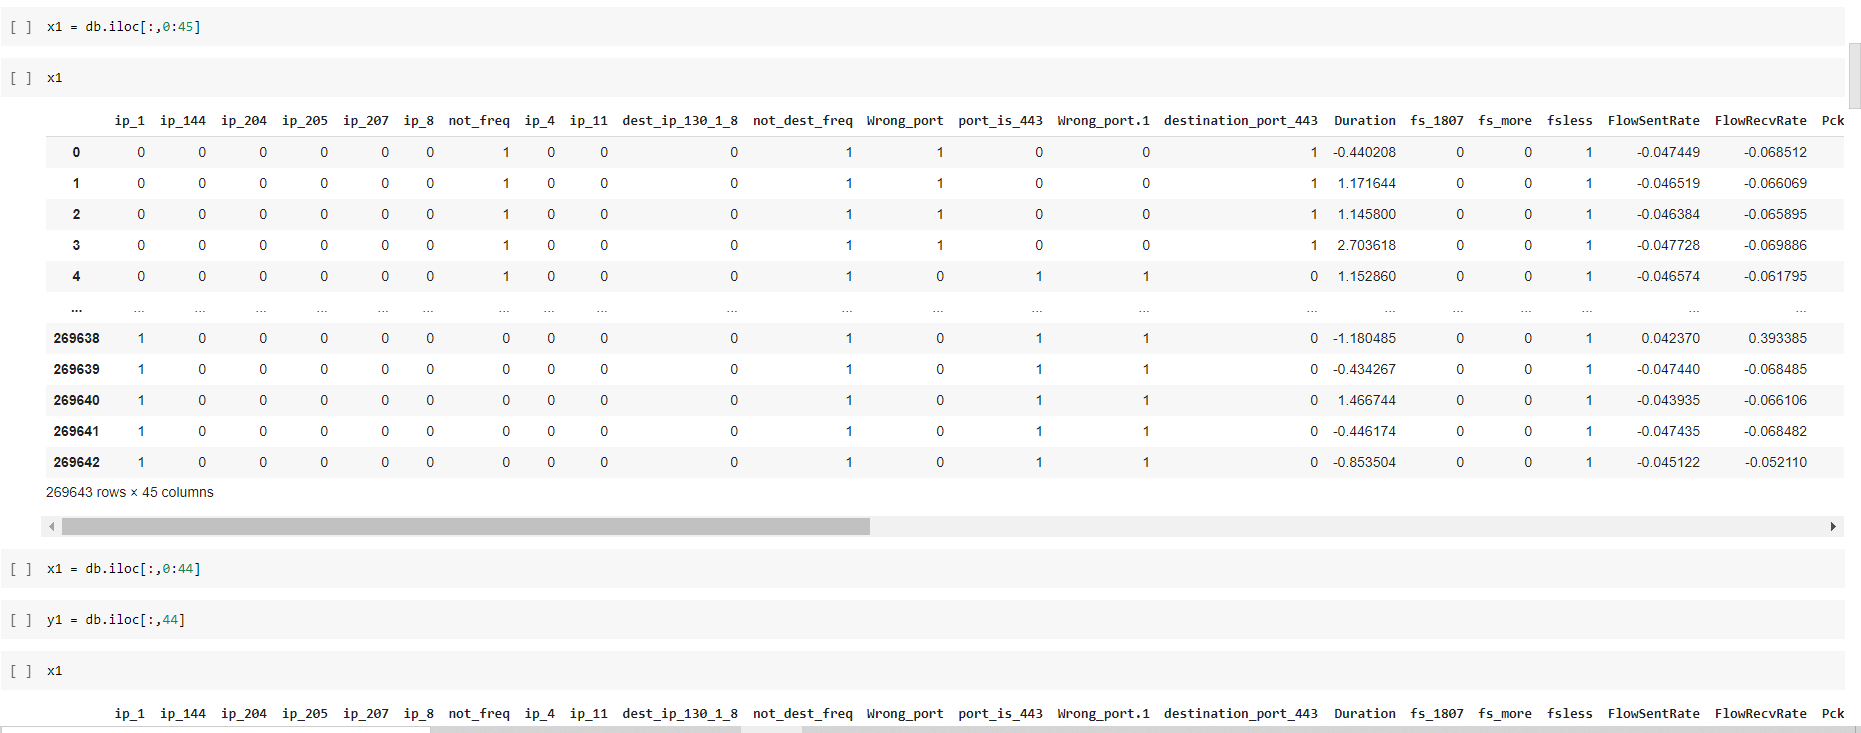 [ ] x1 = db.iloc[:,0:45]
[ ] x1
ip_1 ip_144 ip_204 ip_205 ip_207 ip_8 not_freq ip_4 ip_11 dest_ip_130_1_8 not_dest_freq Wrong_port port_is_443 Wrong_port.1 destination_port_443 Duration fs_1807 fs_more fsless FlowSentRate FlowRecvRate Pck
0 0 0 0 0 0 0 1 0 0 0 1 1 0 0 1 -0.440208 0 0 1 -0.047449 -0.068512
1 0 0 0 0 0 0 1 0 0 0 1 1 0 0 1 1.171644 0 0 1 -0.046519 -0.066069
2 0 0 0 0 0 0 1 0 0 0 1 1 0 0 1 1.145800 0 0 1 -0.046384 -0.065895
3 0 0 0 0 0 0 1 0 0 0 1 1 0 0 1 2.703618 0 0 1 -0.047728 -0.069886
4 0 0 0 0 0 0 1 0 0 0 1 0 1 1 0 1.152860 0 0 1 -0.046574 -0.061795
... ... ... ... ... ... ... ... ... ... ... ... ... ... ... ... ... ... ... ... ... ...
269638 1 0 0 0 0 0 0 0 0 0 1 0 1 1 0 -1.180485 0 0 1 0.042370 0.393385
269639 1 0 0 0 0 0 0 0 0 0 1 0 1 1 0 -0.434267 0 0 1 -0.047440 -0.068485
269640 1 0 0 0 0 0 0 0 0 0 1 0 1 1 0 1.466744 0 0 1 -0.043935 -0.066106
269641 1 0 0 0 0 0 0 0 0 0 1 0 1 1 0 -0.446174 0 0 1 -0.047435 -0.068482
269642 1 0 0 0 0 0 0 0 0 0 1 0 1 1 0 -0.853504 0 0 1 -0.045122 -0.052110
269643 rows × 45 columns
[ ] x1 = db.iloc[:,0:44]
[ ] y1 = db.iloc[:,44]
[ ] x1
ip_1 ip_144 ip_204 ip_205 ip_207 ip_8 not_freq ip_4 ip_11 dest_ip_130_1_8 not_dest_freq Wrong_port port_is_443 Wrong_port.1 destination_port_443 Duration fs_1807 fs_more fsless FlowSentRate FlowRecvRate Pck